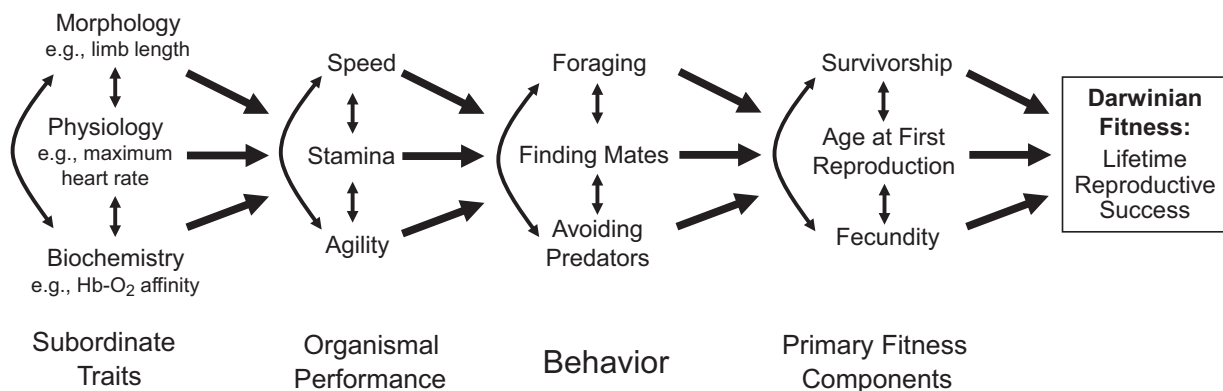 Morphology
e.g., limb length
Physiology
e.g., maximum
heart rate
Biochemistry
e.g., Hb-O₂ affinity
Subordinate
Traits
Speed
Stamina
Agility
Organismal
Performance
Foraging
Finding Mates
Avoiding
Predators
Behavior
Survivorship
Age at First
Reproduction
Fecundity
Primary Fitness
Components
Darwinian
Fitness:
Lifetime
Reproductive
Success